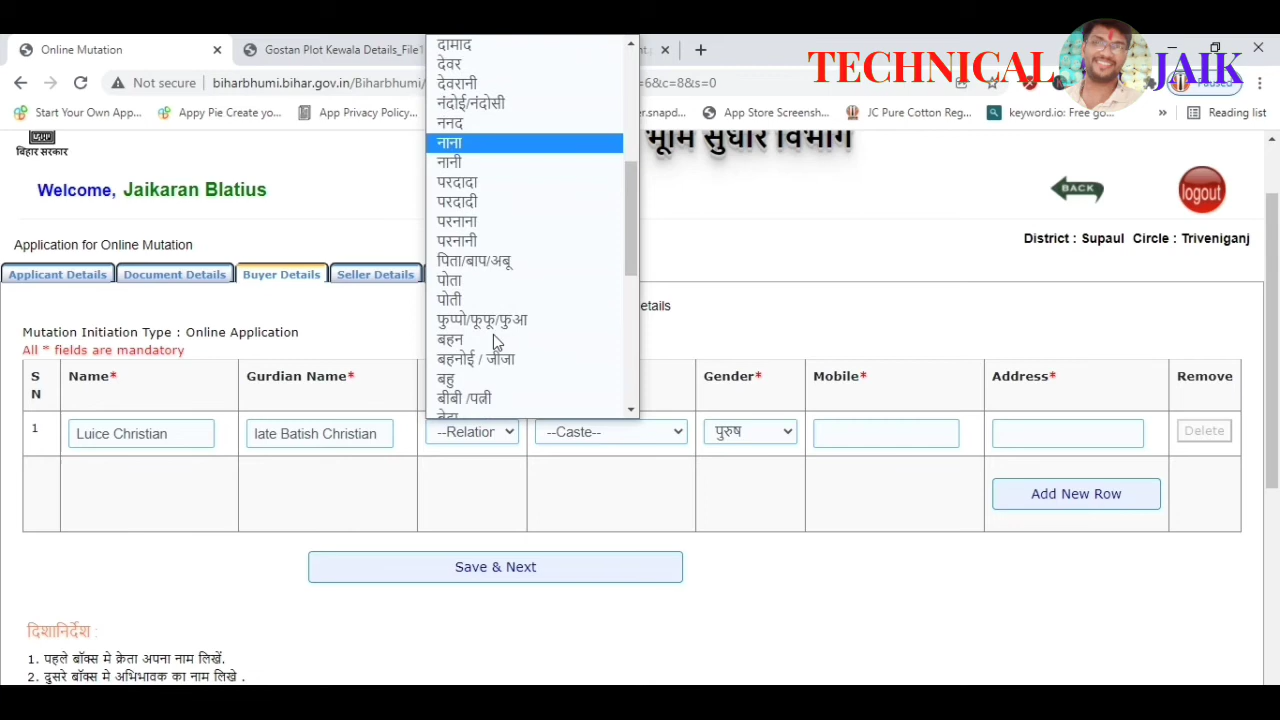 Online Mutation
Gostan Plot Kewala Details_File1
TECHNICAL JAIK
Not secure
biharbhumi.bihar.gov.in/Biharbhumi/
=6&c=8&s=0
Paused
Start Your Own App...
Appy Pie Create yo...
App Privacy Policy...
App Store Screensh...
JC Pure Cotton Reg...
keyword.io: Free go...
Reading list
बिहार सरकार
भूमि सुधार विभाग
Welcome, Jaikaran Blatius
BACK
logout
Application for Online Mutation
District : Supaul Circle : Triveniganj
Applicant Details
Document Details
Buyer Details
Seller Details
दामाद
देवर
देवरानी
नंदोई/नंदोसी
ननद
नाना
नानी
परदादा
परदादी
परनाना
परनानी
पिता/बाप/अबू
पोता
पोती
फुप्पो/फूफू/फुआ
बहन
बहनोई / जीजा
बहु
बीबी /पत्नी
Mutation Initiation Type : Online Application
All * fields are mandatory
S N
Name*
Gurdian Name*
Gender*
Mobile*
Address*
Remove
1
Luice Christian
late Batish Christian
--Relation
--Caste--
पुरुष
Delete
Add New Row
Save & Next
दिशानिर्देश :
1. पहले बॉक्स मे क्रेता अपना नाम लिखें.
2. दुसरे बॉक्स मे अभिभावक का नाम लिखे .